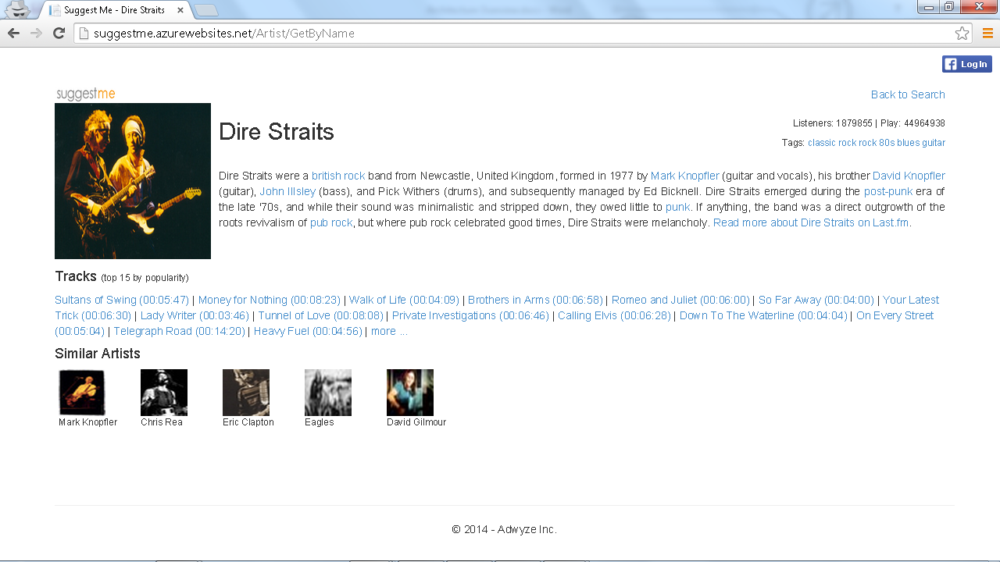 Suggest Me - Dire Straits
suggestme.azurewebsites.net/Artist/GetByName
Log In
suggestme
Back to Search
Dire Straits
Listeners: 1879855 | Play: 44964938
Tags: classic rock rock 80s blues guitar
Dire Straits were a british rock band from Newcastle, United Kingdom, formed in 1977 by Mark Knopfler (guitar and vocals), his brother David Knopfler
(guitar), John Illsley (bass), and Pick Withers (drums), and subsequently managed by Ed Bicknell. Dire Straits emerged during the post-punk era of
the late '70s, and while their sound was minimalistic and stripped down, they owed little to punk. If anything, the band was a direct outgrowth of the
roots revivalism of pub rock, but where pub rock celebrated good times, Dire Straits were melancholy. Read more about Dire Straits on Last.fm.
Tracks (top 15 by popularity)
Sultans of Swing (00:05:47) | Money for Nothing (00:08:23) | Walk of Life (00:04:09) | Brothers in Arms (00:06:58) | Romeo and Juliet (00:06:00) | So Far Away (00:04:00) | Your Latest
Trick (00:06:30) | Lady Writer (00:03:46) | Tunnel of Love (00:08:08) | Private Investigations (00:06:46) | Calling Elvis (00:06:28) | Down To The Waterline (00:04:04) | On Every Street
(00:05:04) | Telegraph Road (00:14:20) | Heavy Fuel (00:04:56) | more ...
Similar Artists
Mark Knopfler
Chris Rea
Eric Clapton
Eagles
David Gilmour
© 2014 - Adwyze Inc.